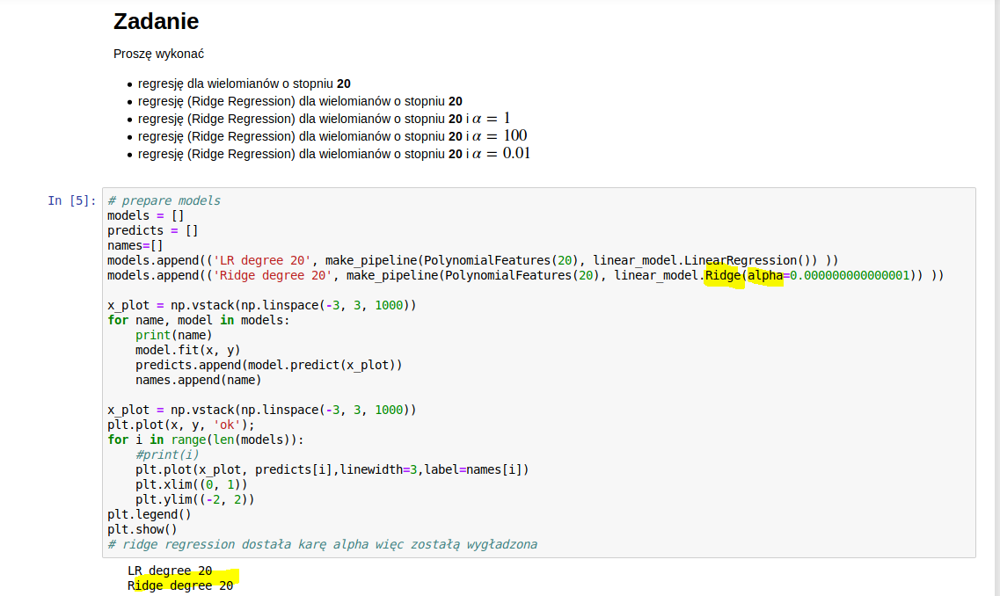 Zadanie
Proszę wykonać
• regresję dla wielomianów o stopniu 20
• regresję (Ridge Regression) dla wielomianów o stopniu 20
• regresję (Ridge Regression) dla wielomianów o stopniu 20 i α = 1
• regresję (Ridge Regression) dla wielomianów o stopniu 20 i α = 100
• regresję (Ridge Regression) dla wielomianów o stopniu 20 i α = 0.01
In [5]: # prepare models
models = []
predicts = []
names=[]
models.append(('LR degree 20', make_pipeline(PolynomialFeatures(20), linear_model.LinearRegression()) ))
models.append(('Ridge degree 20', make_pipeline(PolynomialFeatures(20), linear_model.Ridge(alpha=0.000000000000001)) ))
x_plot = np.vstack(np.linspace(-3, 3, 1000))
for name, model in models:
    print(name)
    model.fit(x, y)
    predicts.append(model.predict(x_plot))
    names.append(name)
x_plot = np.vstack(np.linspace(-3, 3, 1000))
plt.plot(x, y, 'ok');
for i in range(len(models)):
    #print(i)
    plt.plot(x_plot, predicts[i],linewidth=3,label=names[i])
    plt.xlim((0, 1))
    plt.ylim((-2, 2))
plt.legend()
plt.show()
# ridge regression dostała karę alpha więc zostałą wygładzona
LR degree 20
Ridge degree 20